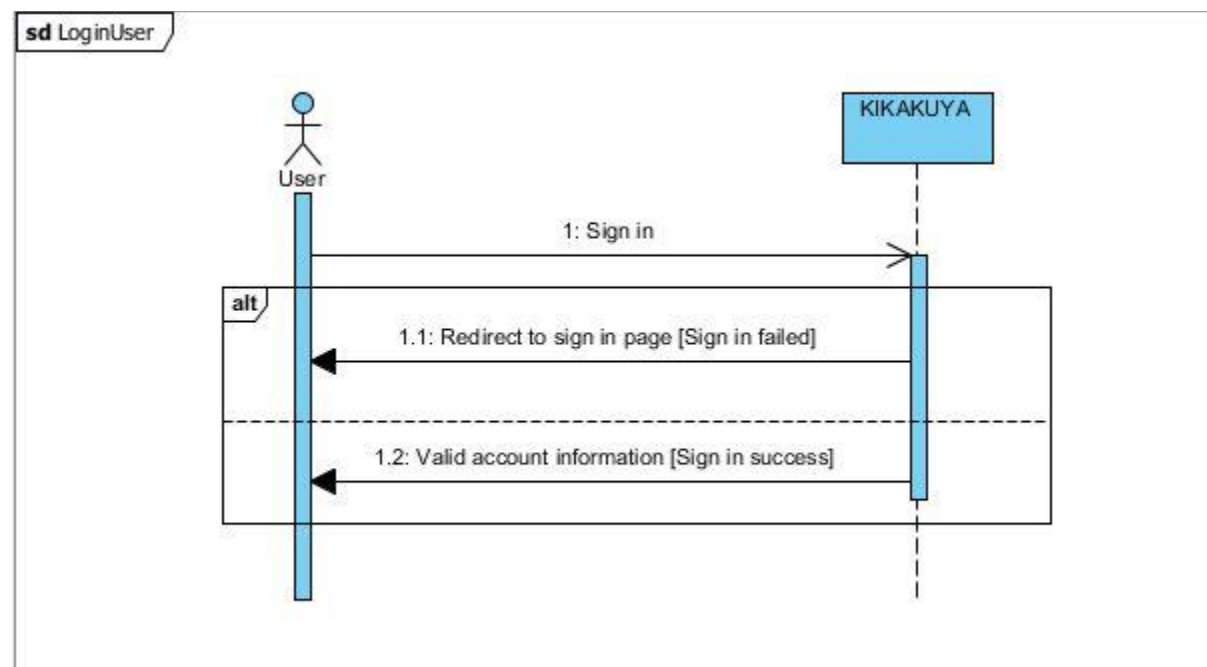 sd LoginUser
User
KIKAKUYA
1: Sign in
alt
1.1: Redirect to sign in page [Sign in failed]
1.2: Valid account information [Sign in success]